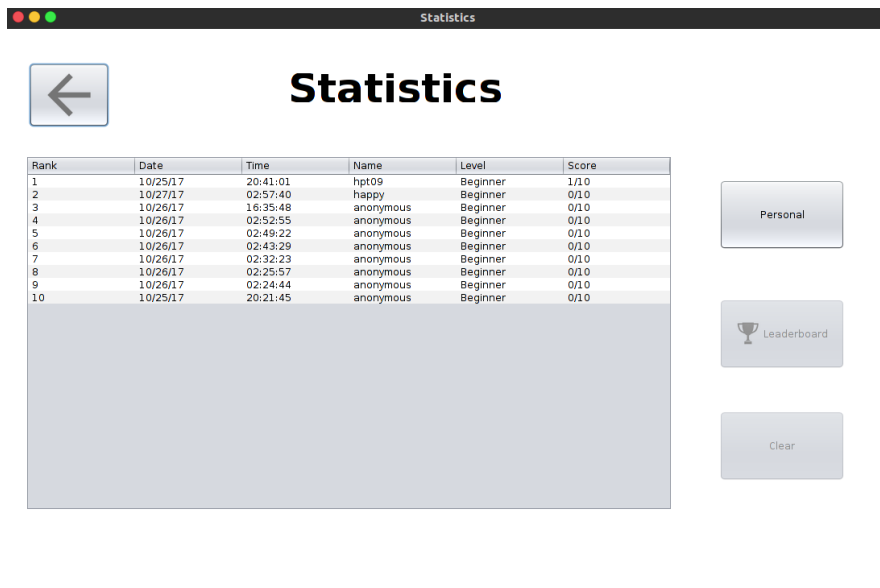 Statistics
Statistics
Rank Date Time Name Level Score
1 10/25/17 20:41:01 hpt09 Beginner 1/10
2 10/27/17 02:57:40 happy Beginner 0/10
3 10/26/17 16:35:48 anonymous Beginner 0/10
4 10/26/17 02:52:55 anonymous Beginner 0/10
5 10/26/17 02:49:22 anonymous Beginner 0/10
6 10/26/17 02:43:29 anonymous Beginner 0/10
7 10/26/17 02:32:23 anonymous Beginner 0/10
8 10/26/17 02:25:57 anonymous Beginner 0/10
9 10/26/17 02:24:44 anonymous Beginner 0/10
10 10/25/17 20:21:45 anonymous Beginner 0/10
Personal
Leaderboard
Clear